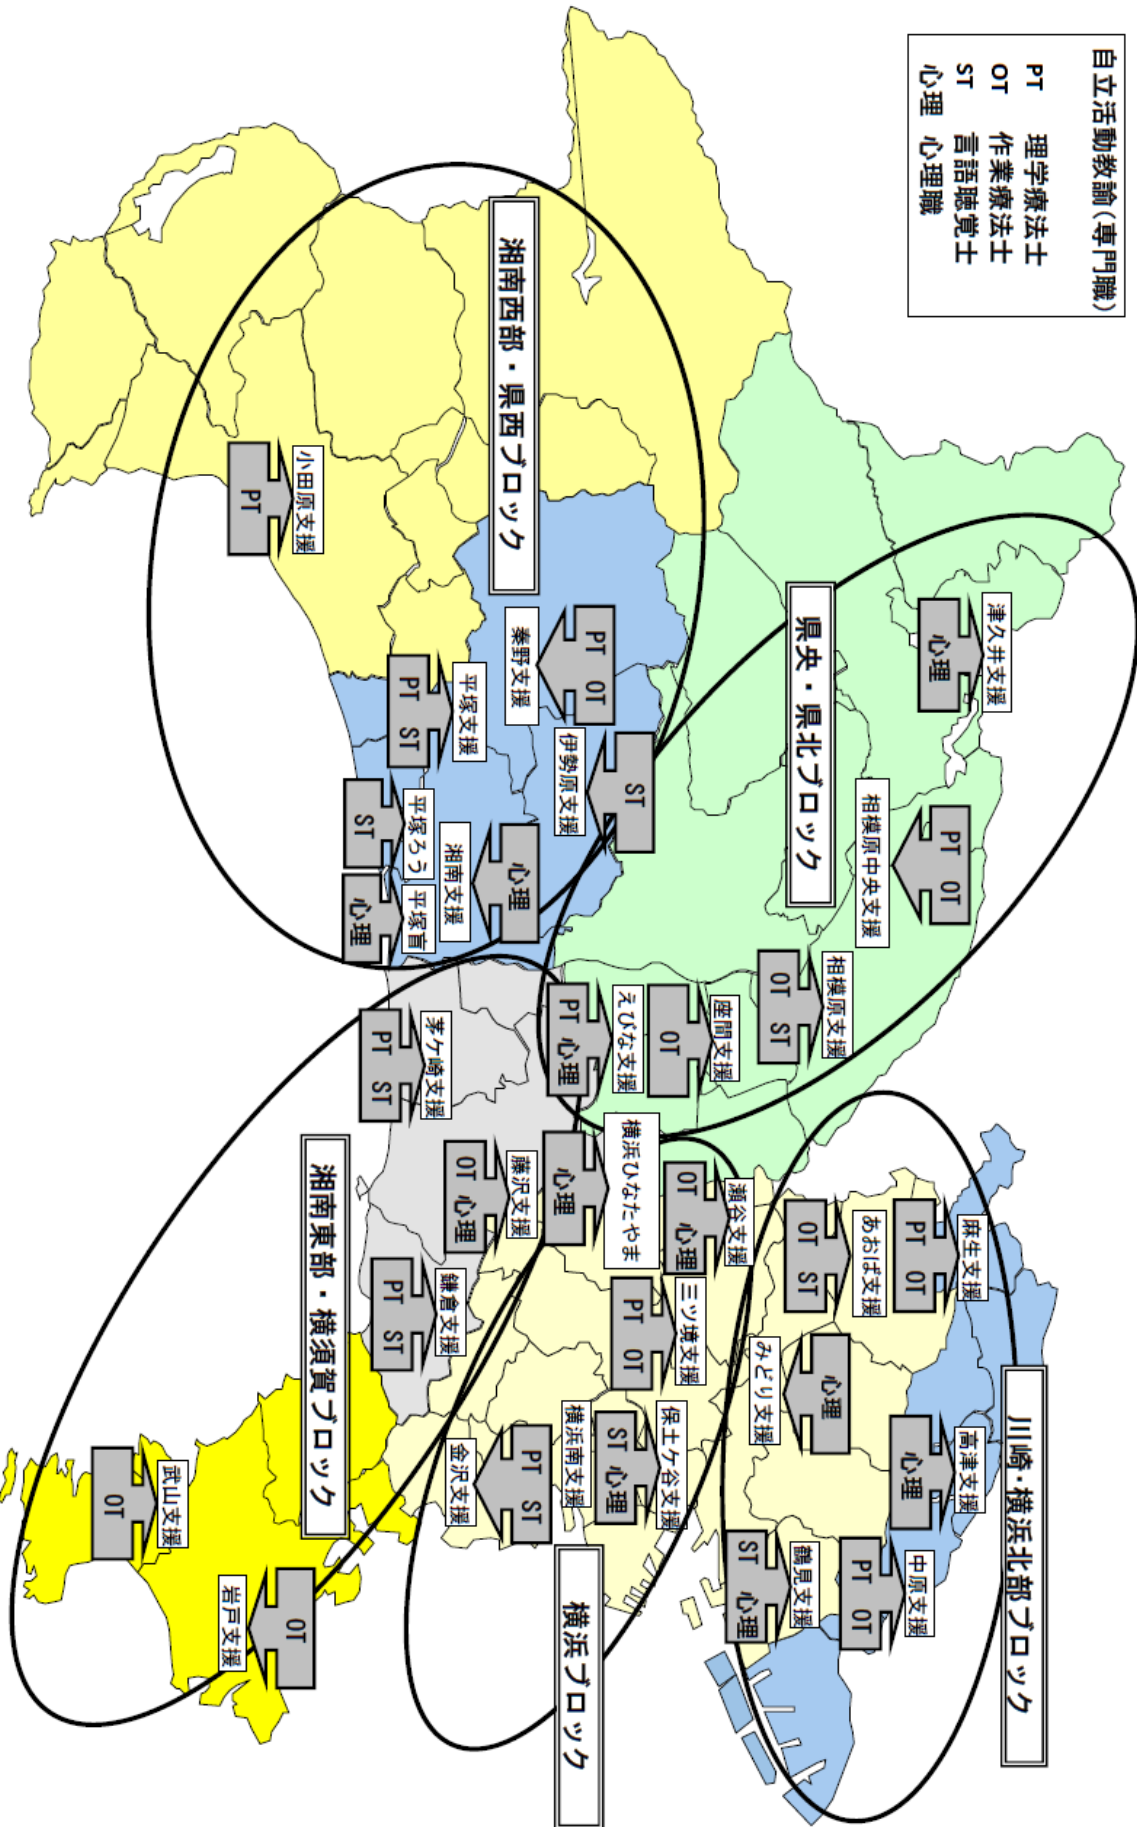 自立活動教諭(専門職)
PT 理学療法士
OT 作業療法士
ST 言語聴覚士
心理 心理職
川崎・横浜北部ブロック
麻生支援
PT OT
高津支援
心理
中原支援
PT OT
あおば支援
OT ST
みどり支援
心理
鶴見支援
ST 心理
県央・県北ブロック
津久井支援
心理
相模原中央支援
PT OT
相模原支援
OT ST
座間支援
OT
えびな支援
PT 心理
横浜ブロック
瀬谷支援
OT 心理
三ツ境支援
PT OT
横浜ひなたやま
心理
保土ケ谷支援
ST 心理
横浜南支援
金沢支援
PT ST
湘南西部・県西ブロック
小田原支援
PT
秦野支援
PT OT
伊勢原支援
ST
平塚支援
PT ST
湘南支援
心理
平塚ろう
ST
平塚盲
心理
湘南東部・横須賀ブロック
茅ケ崎支援
PT ST
藤沢支援
OT 心理
鎌倉支援
PT ST
武山支援
OT
岩戸支援
OT